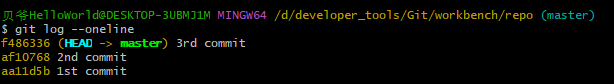 贝爷HelloWorld@DESKTOP-3UBMJ1M MINGW64 /d/developer_tools/Git/workbench/repo (master)
$ git log --oneline
f486336 (HEAD -> master) 3rd commit
af10768 2nd commit
aa11d5b 1st commit